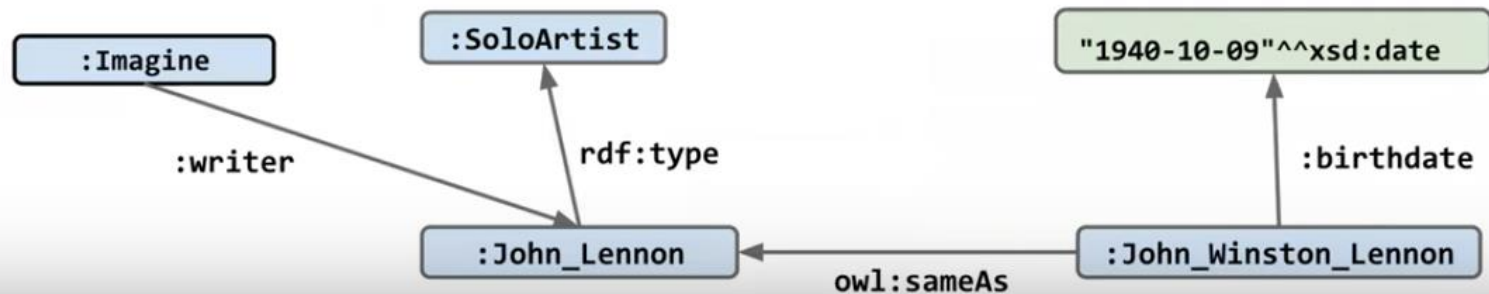 :Imagine
:SoloArtist
"1940-10-09"^^xsd:date
:writer
rdf:type
:birthdate
:John_Lennon
owl:sameAs
:John_Winston_Lennon